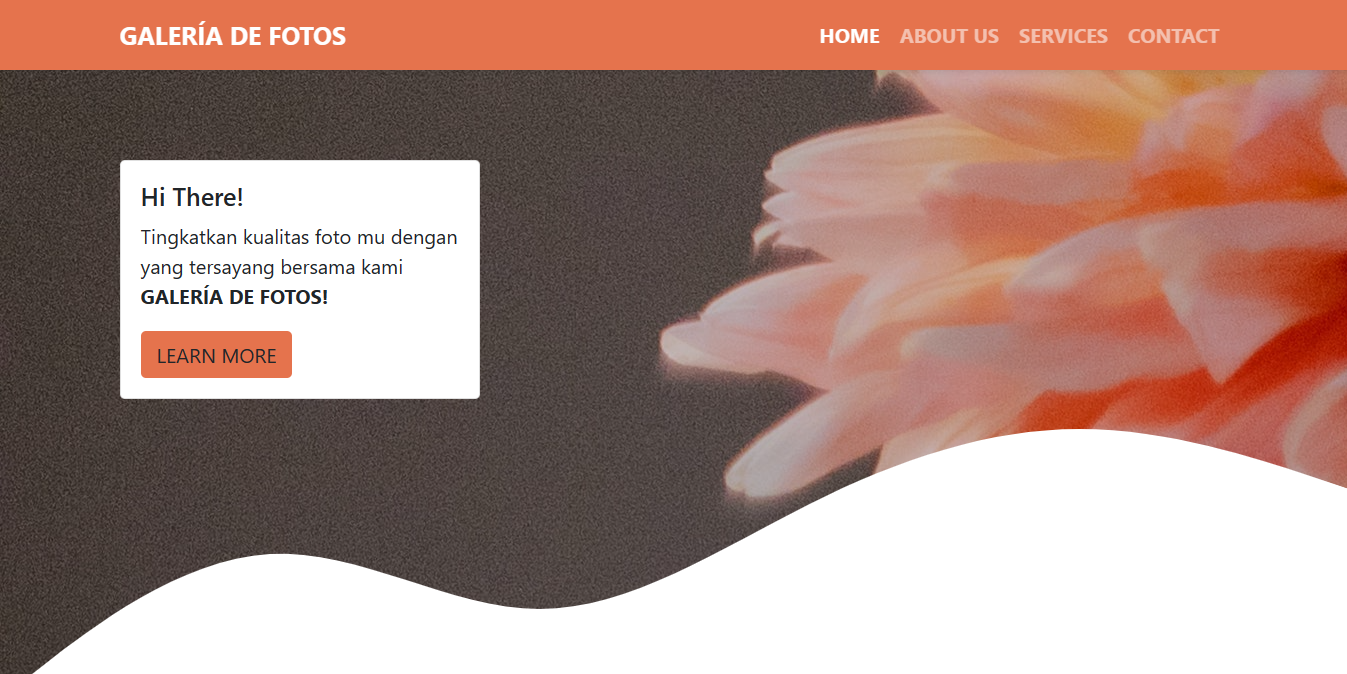 GALERÍA DE FOTOS
HOME ABOUT US SERVICES CONTACT
Hi There!
Tingkatkan kualitas foto mu dengan
yang tersayang bersama kami
GALERÍA DE FOTOS!
LEARN MORE